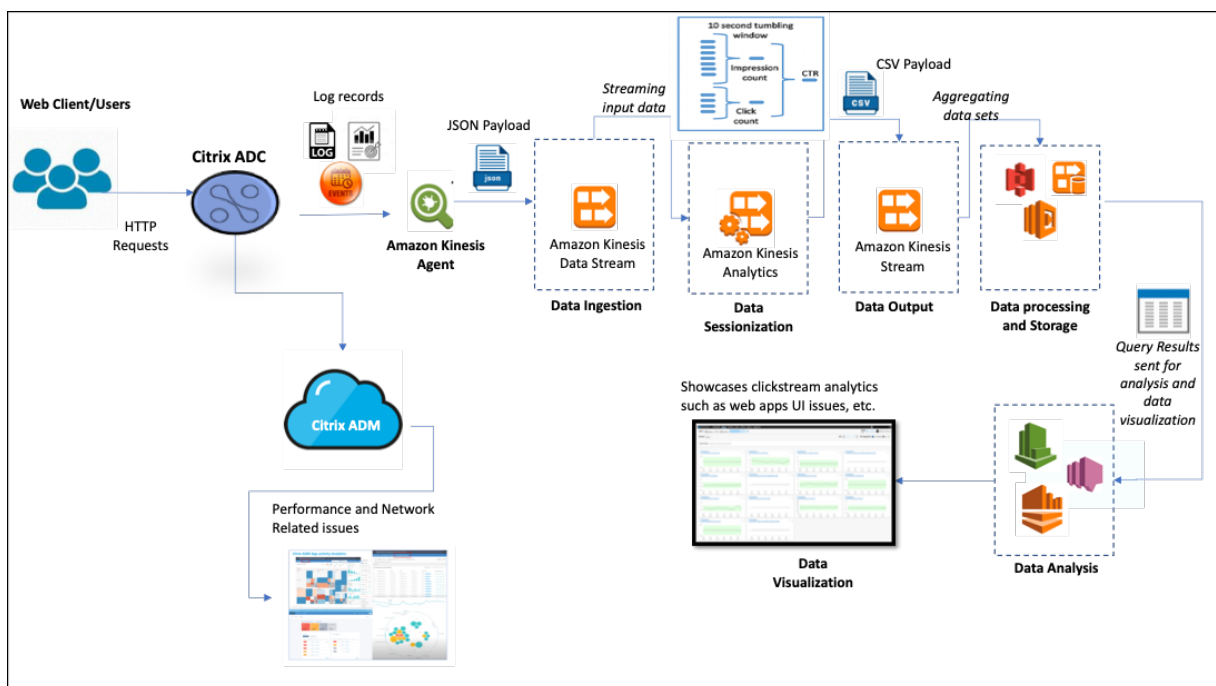 Web Client/Users
HTTP
Requests
Citrix ADC
Log records
LOG
EVENTS
Amazon Kinesis
Agent
JSON Payload
json
Streaming
input data
Amazon Kinesis
Data Stream
Data Ingestion
10 second tumbling
window
Impression
count
CTR
Click
count
Amazon Kinesis
Analytics
Data
Sessionization
CSV Payload
CSV
Amazon Kinesis
Stream
Data Output
Aggregating
data sets
Data processing
and Storage
Query Results
sent for
analysis and
data
visualization
Data Analysis
Showcases clickstream analytics
such as web apps UI issues, etc.
Data
Visualization
Citrix ADM
Performance and Network
Related issues